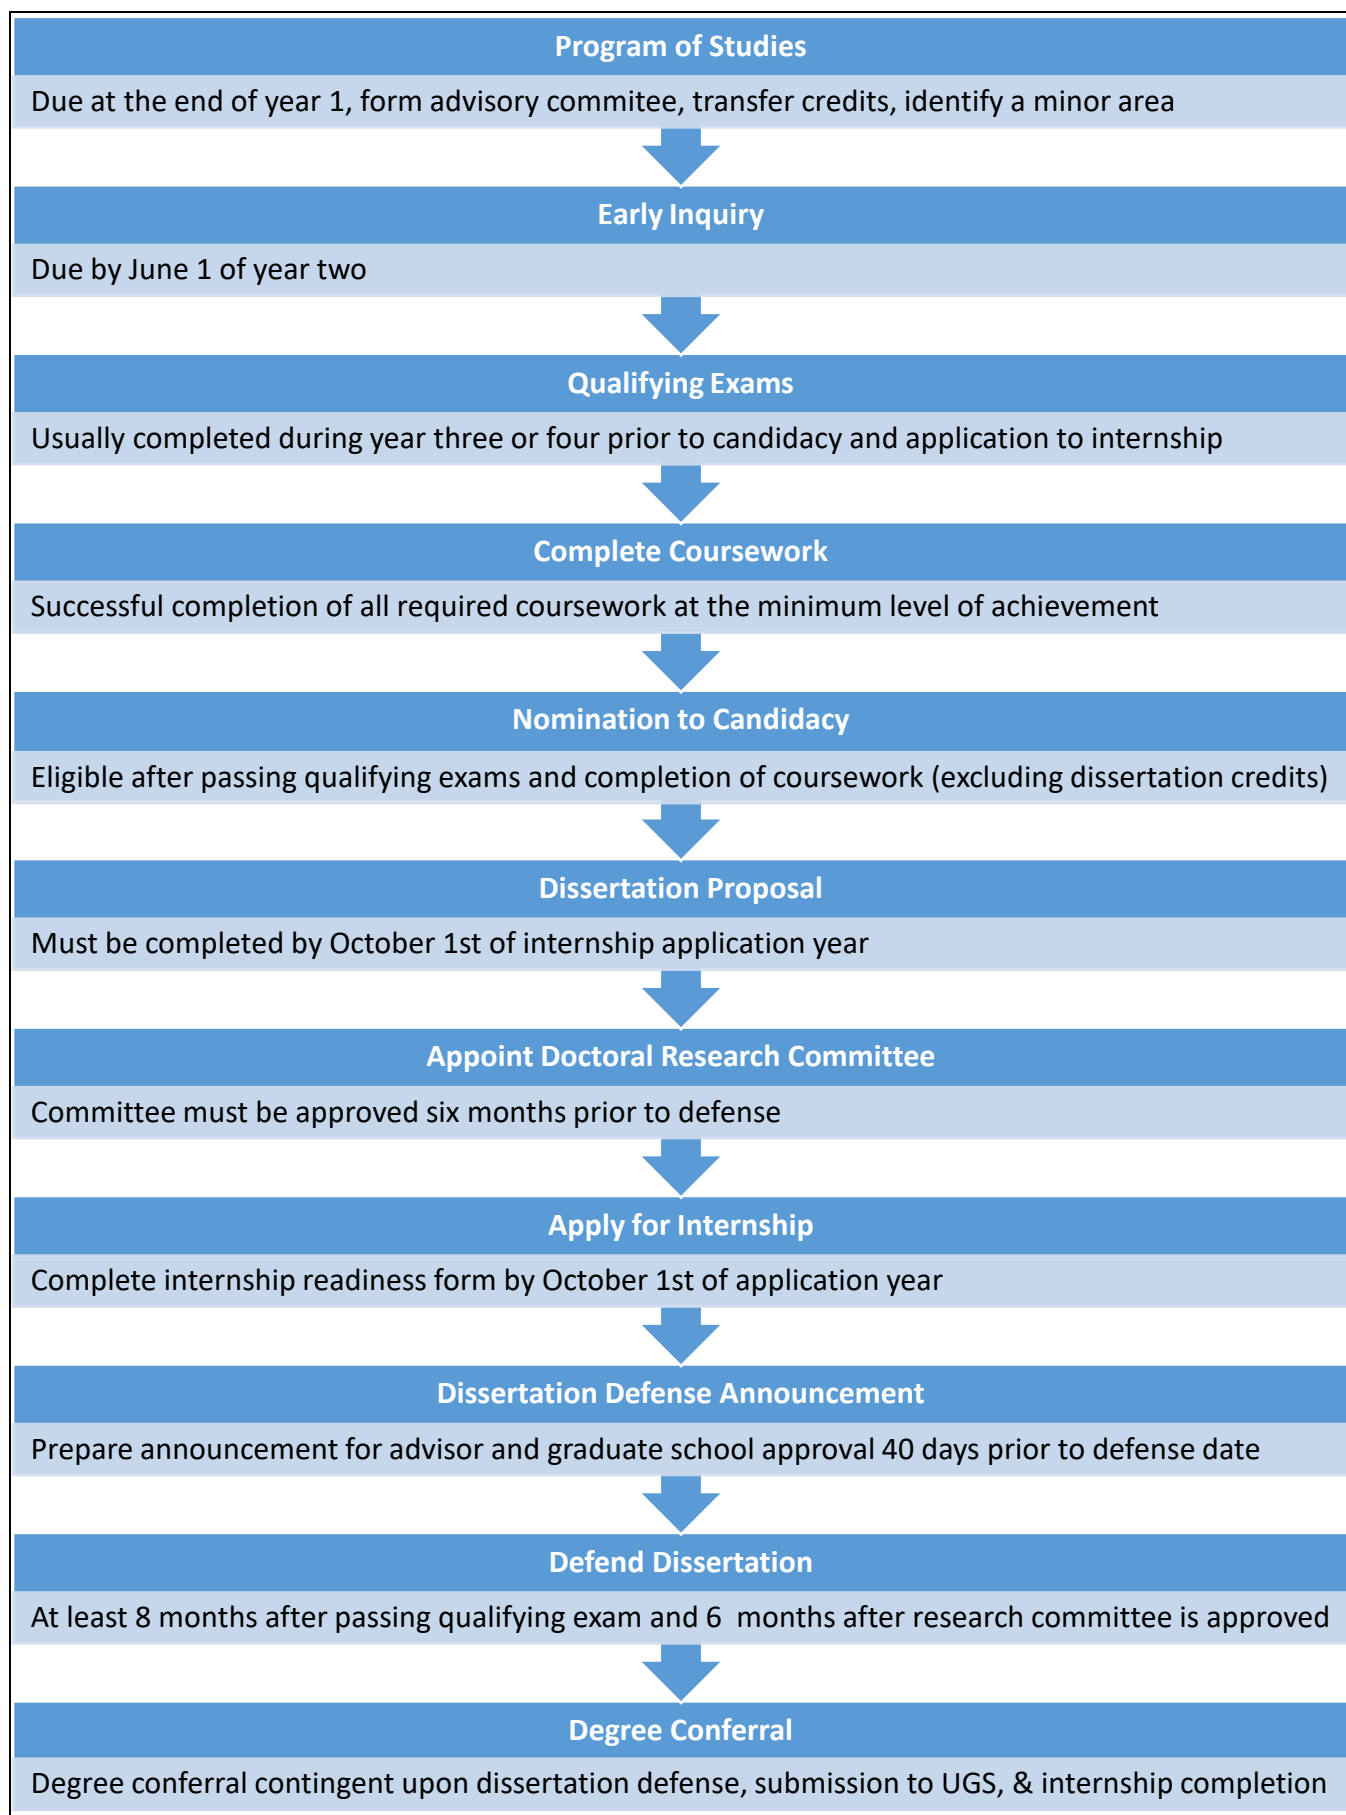 Program of Studies
Due at the end of year 1, form advisory commitee, transfer credits, identify a minor area
Early Inquiry
Due by June 1 of year two
Qualifying Exams
Usually completed during year three or four prior to candidacy and application to internship
Complete Coursework
Successful completion of all required coursework at the minimum level of achievement
Nomination to Candidacy
Eligible after passing qualifying exams and completion of coursework (excluding dissertation credits)
Dissertation Proposal
Must be completed by October 1st of internship application year
Appoint Doctoral Research Committee
Committee must be approved six months prior to defense
Apply for Internship
Complete internship readiness form by October 1st of application year
Dissertation Defense Announcement
Prepare announcement for advisor and graduate school approval 40 days prior to defense date
Defend Dissertation
At least 8 months after passing qualifying exam and 6  months after research committee is approved
Degree Conferral
Degree conferral contingent upon dissertation defense, submission to UGS, & internship completion